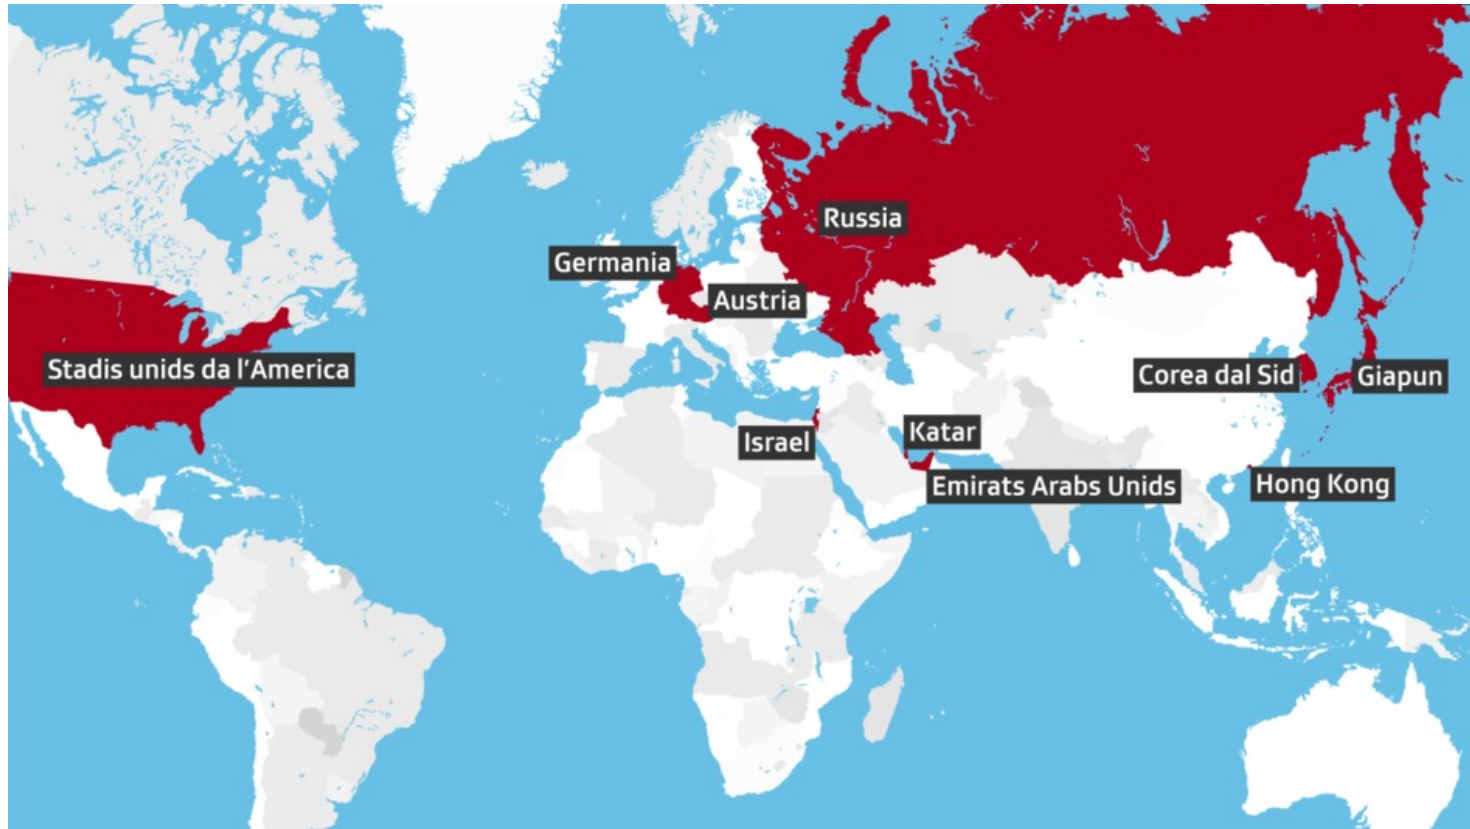 Russia
Germania
Austria
Stadis unids da l'America
Corea dal Sid
Giapun
Israel
Katar
Emirats Arabs Unids
Hong Kong